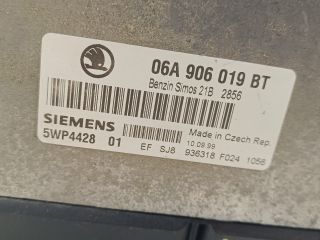 06A 906 019 BT
Benzin Simos 21B 2856
SIEMENS
Made in Czech Rep.
5WP4428 01
10 09 99
EF SJ8 936318 F024 1056